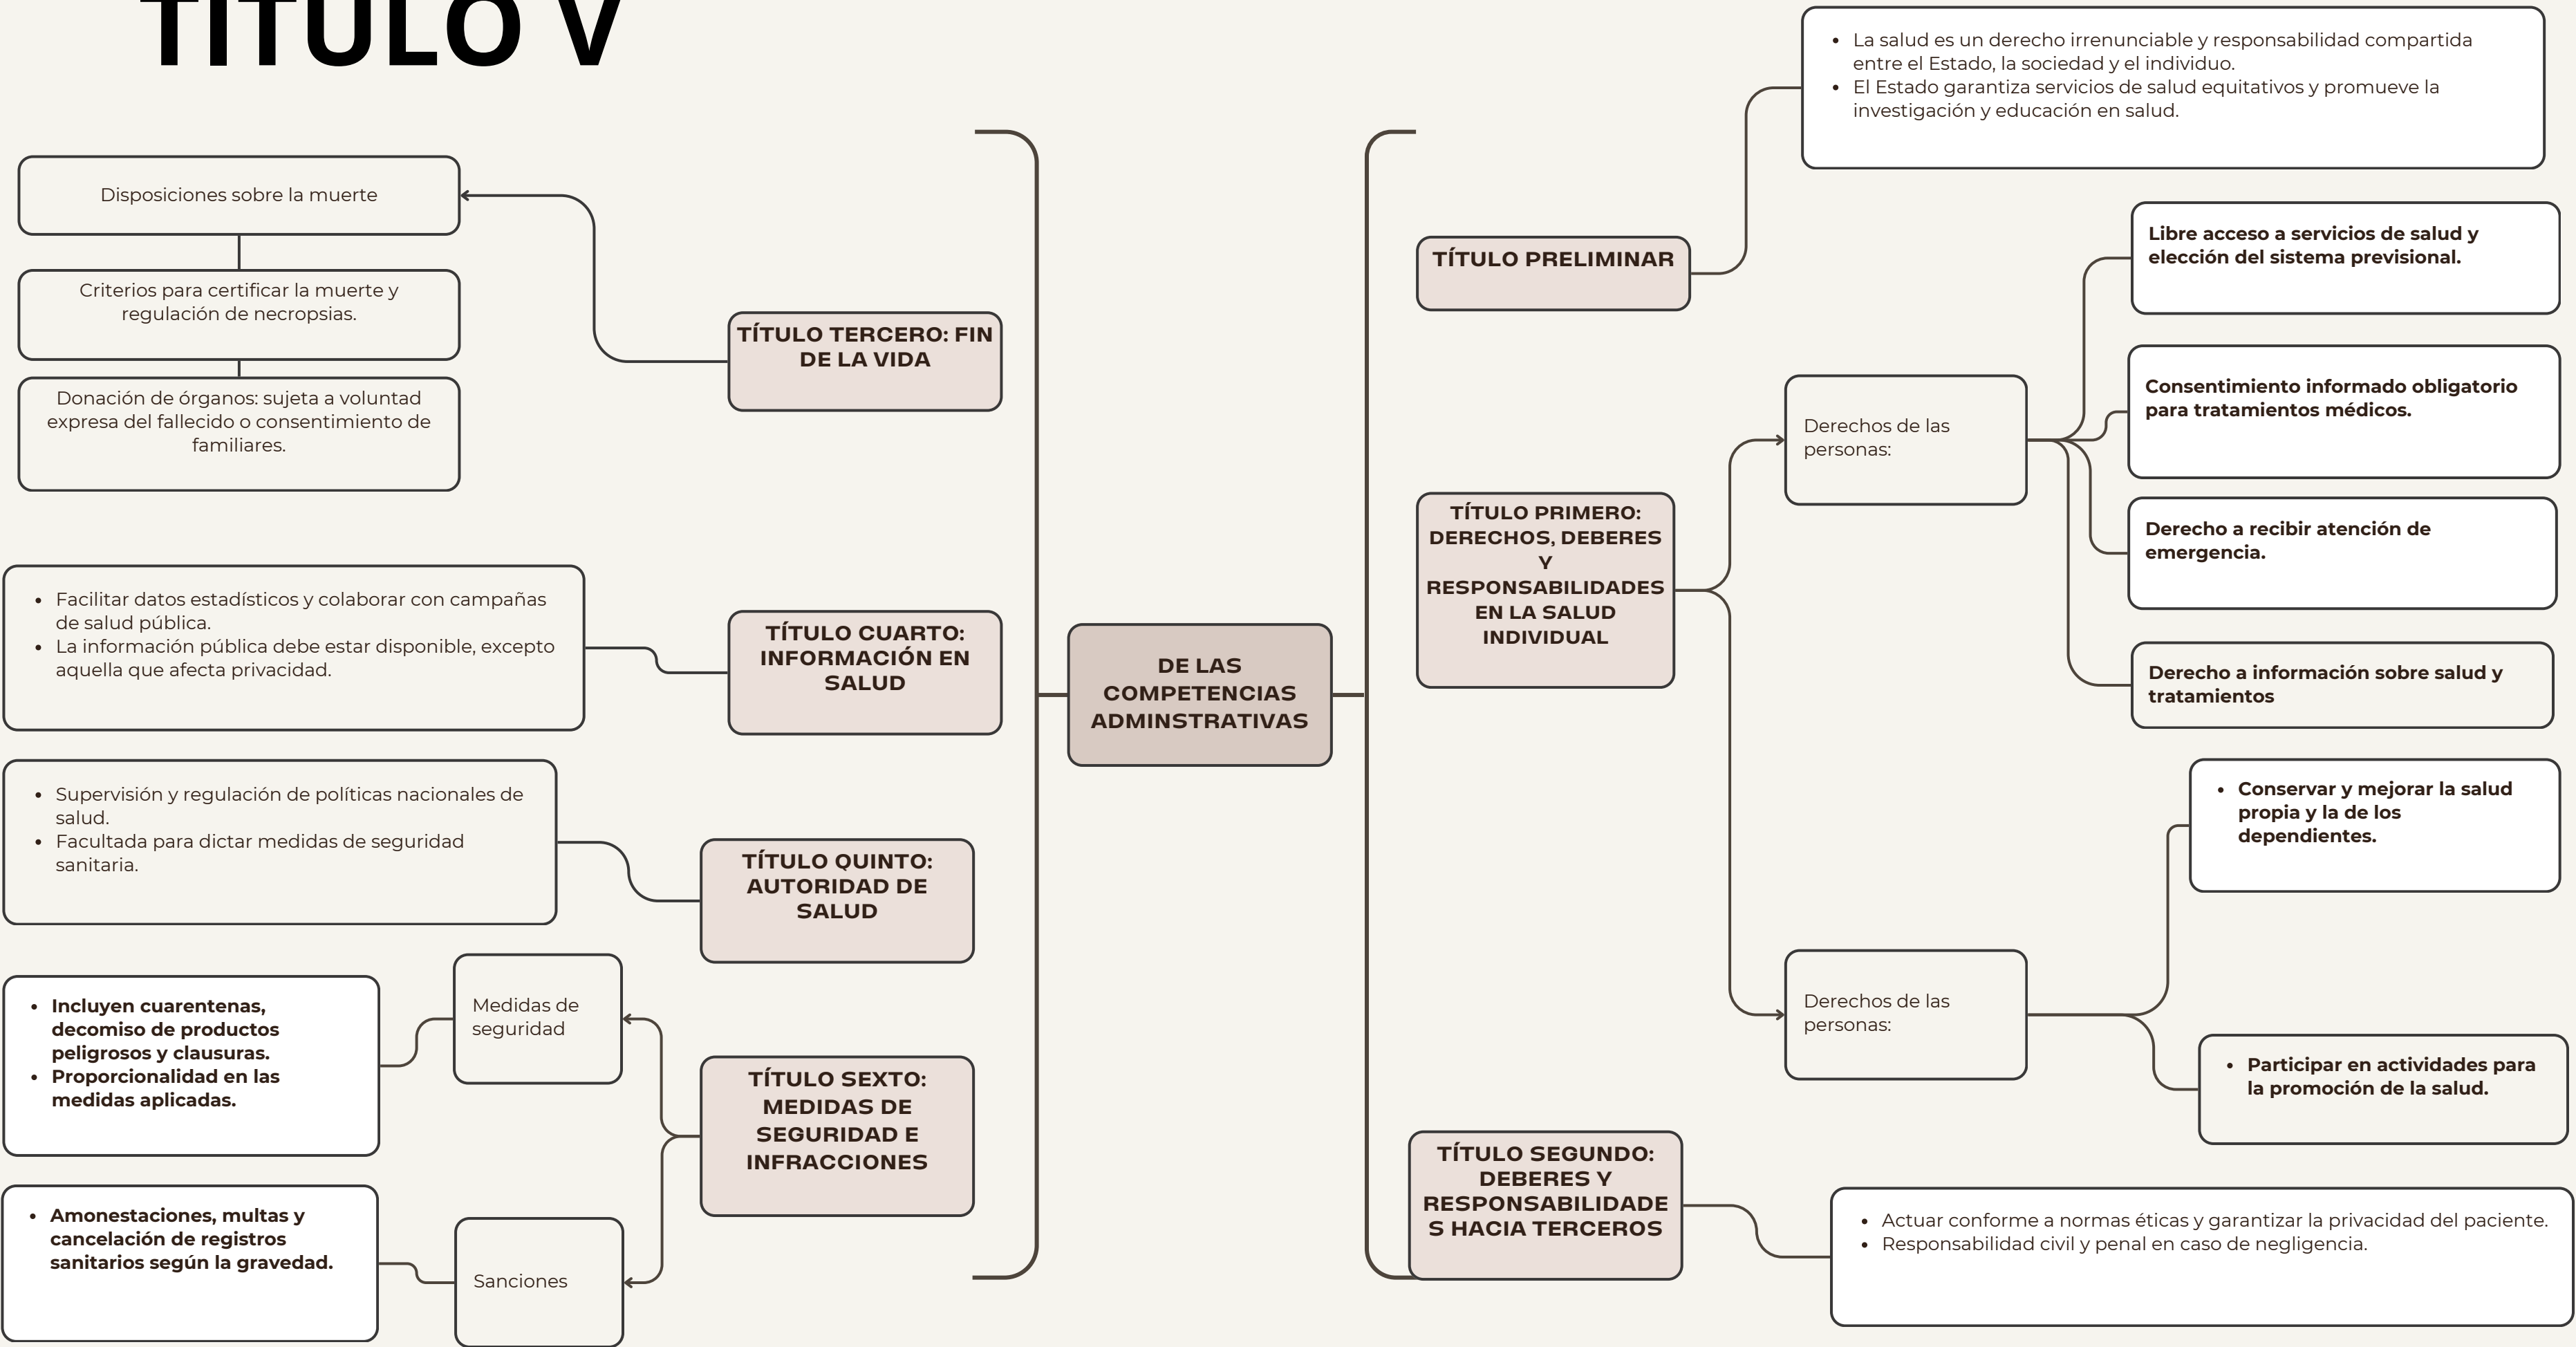 TÍTULO V
Disposiciones sobre la muerte
Criterios para certificar la muerte y
regulación de necropsias.
Donación de órganos: sujeta a voluntad
expresa del fallecido o consentimiento de
familiares.
TÍTULO TERCERO: FIN
DE LA VIDA
• Facilitar datos estadísticos y colaborar con campañas
de salud pública.
• La información pública debe estar disponible, excepto
aquella que afecta privacidad.
TÍTULO CUARTO:
INFORMACIÓN EN
SALUD
• Supervisión y regulación de políticas nacionales de
salud.
• Facultada para dictar medidas de seguridad
sanitaria.
TÍTULO QUINTO:
AUTORIDAD DE
SALUD
• Incluyen cuarentenas,
decomiso de productos
peligrosos y clausuras.
• Proporcionalidad en las
medidas aplicadas.
Medidas de
seguridad
TÍTULO SEXTO:
MEDIDAS DE
SEGURIDAD E
INFRACCIONES
• Amonestaciones, multas y
cancelación de registros
sanitarios según la gravedad.
Sanciones
DE LAS
COMPETENCIAS
ADMINSTRATIVAS
TÍTULO PRELIMINAR
• La salud es un derecho irrenunciable y responsabilidad compartida
entre el Estado, la sociedad y el individuo.
• El Estado garantiza servicios de salud equitativos y promueve la
investigación y educación en salud.
TÍTULO PRIMERO:
DERECHOS, DEBERES
Y
RESPONSABILIDADES
EN LA SALUD
INDIVIDUAL
Derechos de las
personas:
Libre acceso a servicios de salud y
elección del sistema previsional.
Consentimiento informado obligatorio
para tratamientos médicos.
Derecho a recibir atención de
emergencia.
Derecho a información sobre salud y
tratamientos
Derechos de las
personas:
• Conservar y mejorar la salud
propia y la de los
dependientes.
• Participar en actividades para
la promoción de la salud.
TÍTULO SEGUNDO:
DEBERES Y
RESPONSABILIDADE
S HACIA TERCEROS
• Actuar conforme a normas éticas y garantizar la privacidad del paciente.
• Responsabilidad civil y penal en caso de negligencia.